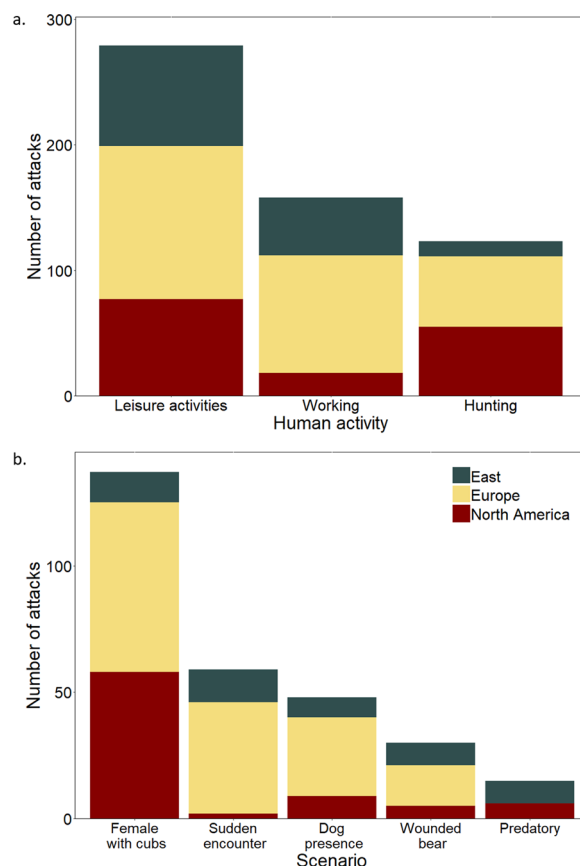 a.
300
200
100
0
Number of attacks
Leisure activities
Working
Hunting
Human activity
b.
East
Europe
North America
100
50
0
Number of attacks
Female
with cubs
Sudden
encounter
Dog
presence
Wounded
bear
Predatory
Scenario